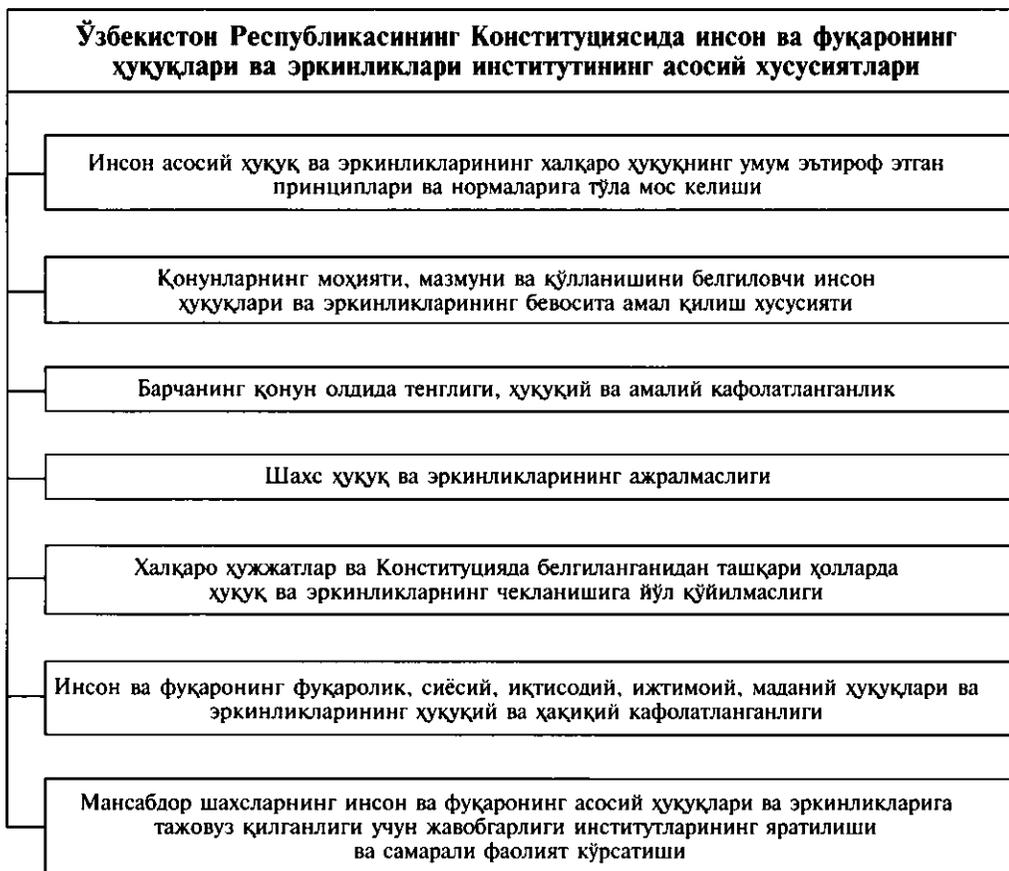 Ўзбекистон Республикасининг Конституциясида инсон ва фуқаронинг
ҳуқуқлари ва эркинликлари институтининг асосий хусусиятлари
Инсон асосий ҳуқуқ ва эркинликларининг халқаро ҳуқуқнинг умум эътироф этган
принциплари ва нормаларига тўла мос келиши
Қонунларнинг моҳияти, мазмуни ва қўлланишини белгиловчи инсон
ҳуқуқлари ва эркинликларининг бевосита амал қилиш хусусияти
Барчанинг қонун олдида тенглиги, ҳуқуқий ва амалий кафолатланганлик
Шахс ҳуқуқ ва эркинликларининг ажралмаслиги
Халқаро ҳужжатлар ва Конституцияда белгиланганидан ташқари ҳолларда
ҳуқуқ ва эркинликларнинг чекланишига йўл қўйилмаслиги
Инсон ва фуқаронинг фуқаролик, сиёсий, иқтисодий, ижтимоий, маданий ҳуқуқлари ва
эркинликларининг ҳуқуқий ва ҳақиқий кафолатланганлиги
Мансабдор шахсларнинг инсон ва фуқаронинг асосий ҳуқуқлари ва эркинликларига
тажовуз қилганлиги учун жавобгарлиги институтларининг яратилиши
ва самарали фаолият кўрсатиши